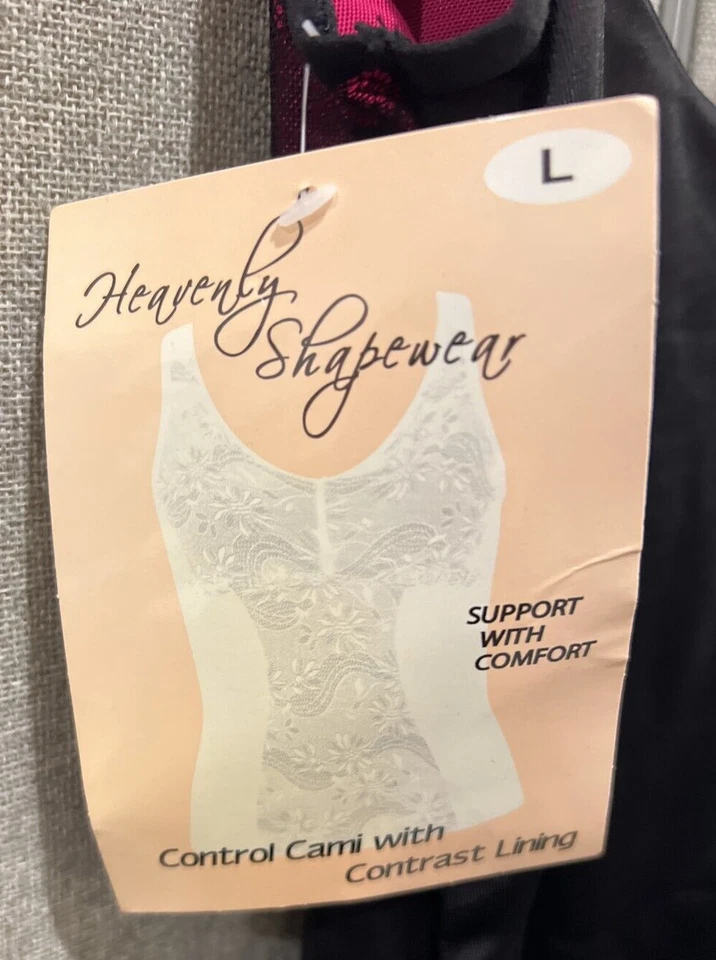 L
Heavenly
Shapewear
SUPPORT
WITH
COMFORT
Control Cami with
Contrast Lining